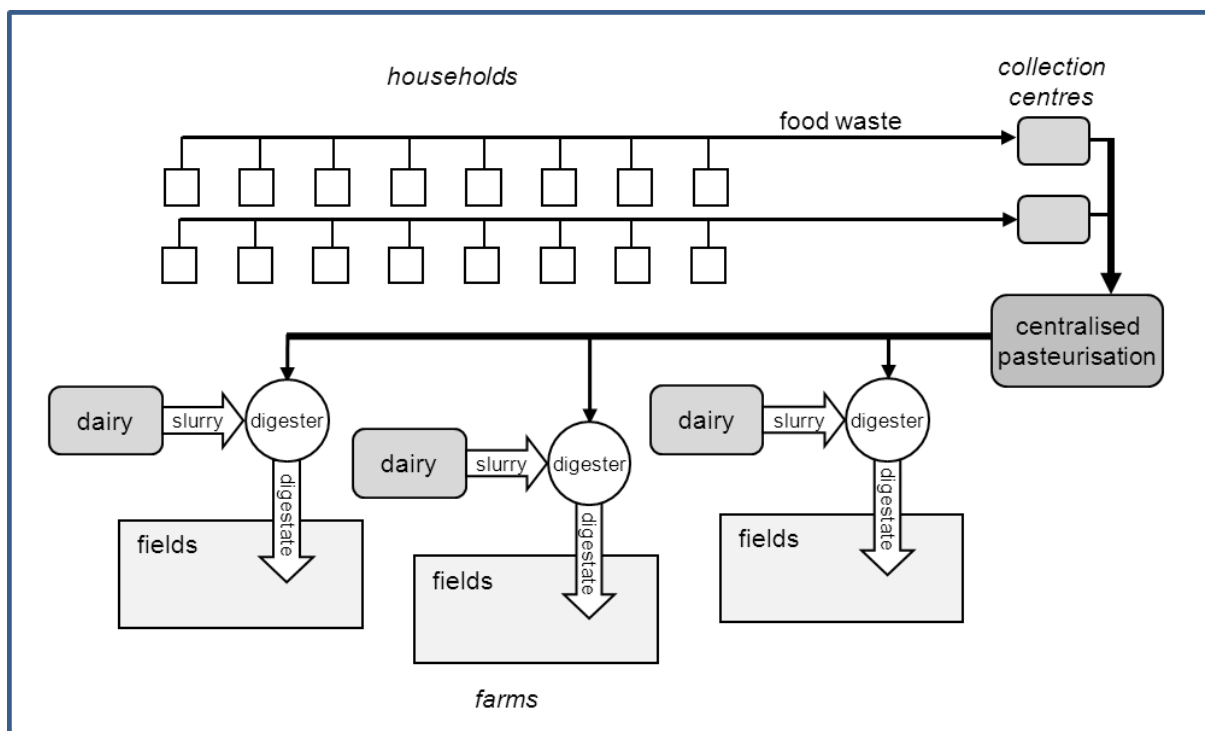 households
collection
centres
food waste
centralised
pasteurisation
dairy
slurry
digester
digestate
fields
dairy
slurry
digester
digestate
fields
dairy
slurry
digester
digestate
fields
farms